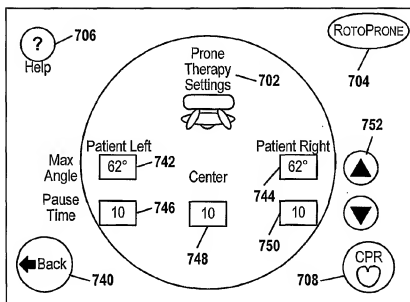 ? 706
Help
ROTOPRONE
704
Prone
Therapy
Settings
702
752
Patient Left
Patient Right
Max
Angle
62°
742
Center
62°
744
Pause
Time
10
746
10
748
10
750
Back
740
CPR
708